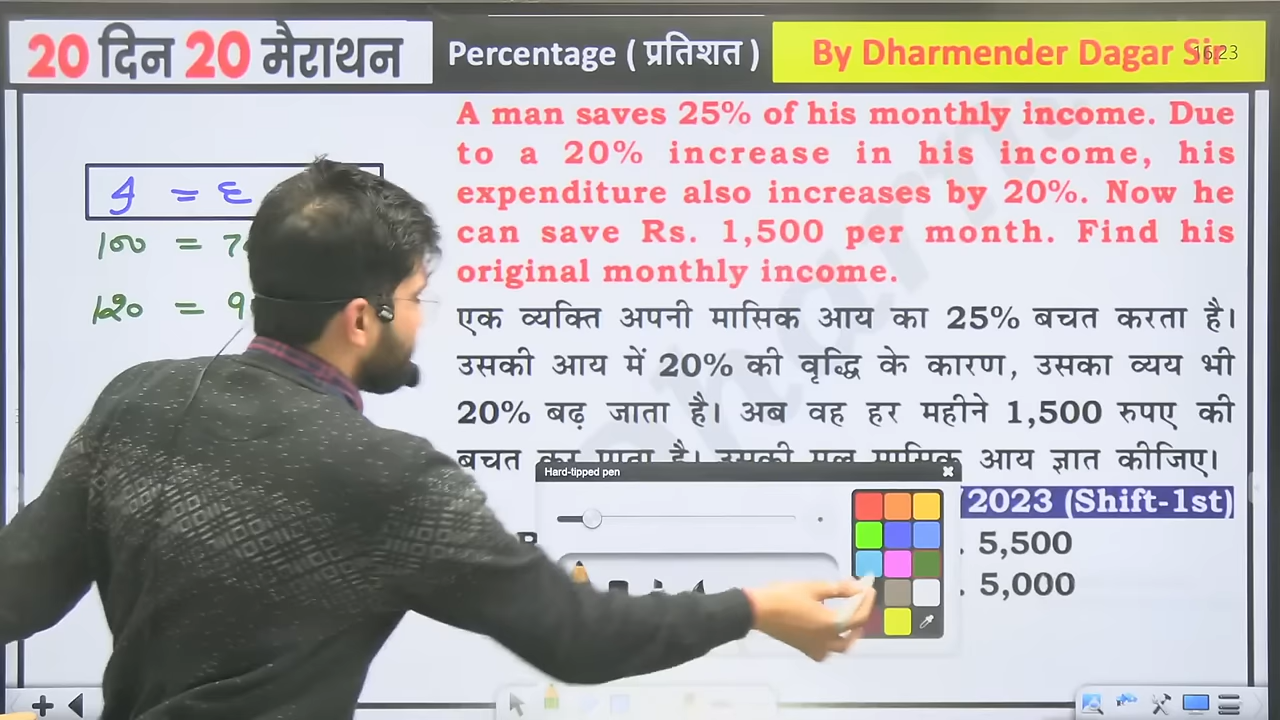 20 दिन 20 मैराथन
Percentage ( प्रतिशत )
By Dharmender Dagar Sir
16:23
A man saves 25% of his monthly income. Due
to a 20% increase in his income, his
expenditure also increases by 20%. Now he
can save Rs. 1,500 per month. Find his
original monthly income.
एक व्यक्ति अपनी मासिक आय का 25% बचत करता है।
उसकी आय में 20% की वृद्धि के कारण, उसका व्यय भी
20% बढ़ जाता है। अब वह हर महीने 1,500 रुपए की
बचत कर पाता है। उसकी मूल मासिक आय ज्ञात कीजिए।
/2023 (Shift-1st)
. 5,500
. 5,000
Hard-tipped pen
I = E
100 = 7
120 = 9